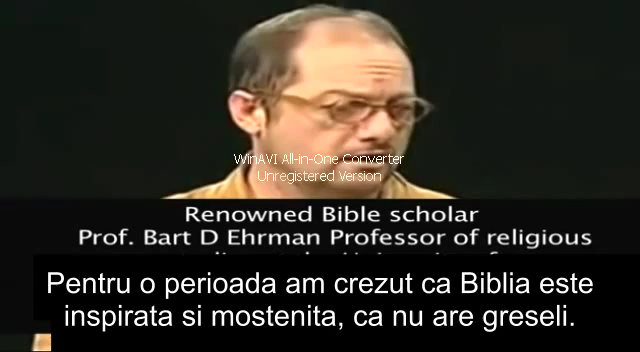 WinAVI All-in-One Converter
Unregistered Version
Renowned Bible scholar
Prof. Bart D Ehrman Professor of religious
Pentru o perioada am crezut ca Biblia este
inspirata si mostenita, ca nu are greseli.